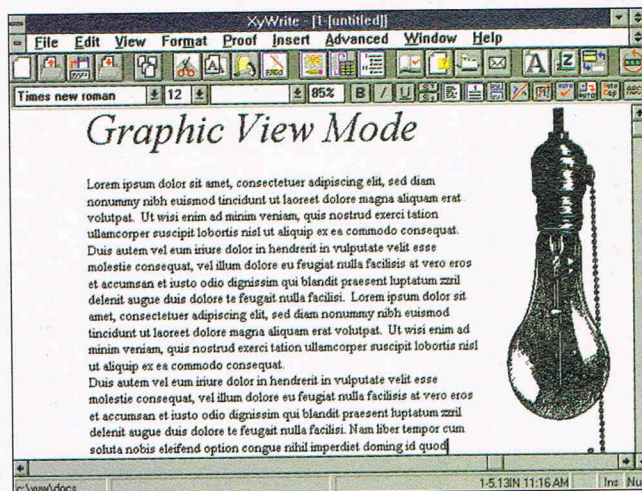 XyWrite - [1-[untitled]]
File Edit View Format Proof Insert Advanced Window Help
Times new roman 12 85% B I U
Graphic View Mode
Lorem ipsum dolor sit amet, consectetuer adipiscing elit, sed diam
nonummy nibh euismod tincidunt ut laoreet dolore magna aliquam erat
volutpat. Ut wisi enim ad minim veniam, quis nostrud exerci tation
ullamcorper suscipit lobortis nisl ut aliquip ex ea commodo consequat.
Duis autem vel eum iriure dolor in hendrerit in vulputate velit esse
molestie consequat, vel illum dolore eu feugiat nulla facilisis at vero eros
et accumsan et iusto odio dignissim qui blandit praesent luptatum zzril
delenit augue duis dolore te feugait nulla facilisi. Lorem ipsum dolor sit
amet, consectetuer adipiscing elit, sed diam nonummy nibh euismod
tincidunt ut laoreet dolore magna aliquam erat volutpat. Ut wisi enim ad
minim veniam, quis nostrud exerci tation ullamcorper suscipit lobortis nisl
ut aliquip ex ea commodo consequat.
Duis autem vel eum iriure dolor in hendrerit in vulputate velit esse
molestie consequat, vel illum dolore eu feugiat nulla facilisis at vero eros
et accumsan et iusto odio dignissim qui blandit praesent luptatum zzril
delenit augue duis dolore te feugait nulla facilisi. Nam liber tempor cum
soluta nobis eleifend option congue nihil imperdiet doming id quod
c:\xyw\docs 1-5.13IN 11:16 AM Ins Nu